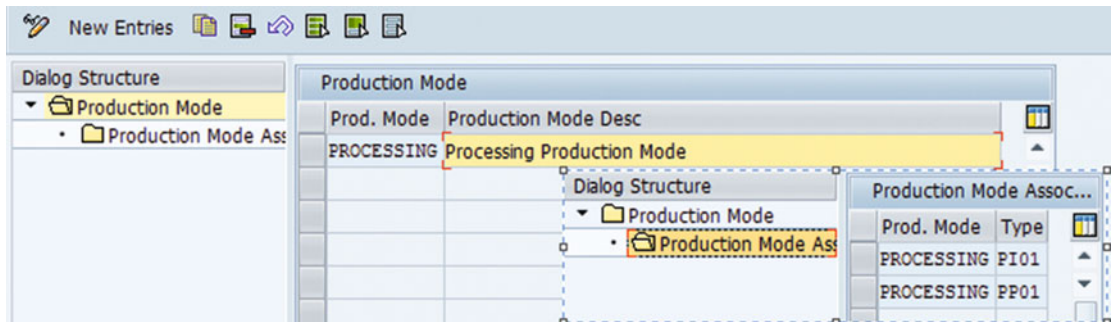 New Entries
Dialog Structure
Production Mode
Production Mode Ass
Production Mode
Prod. Mode Production Mode Desc
PROCESSING Processing Production Mode
Dialog Structure
Production Mode
Production Mode Ass
Production Mode Assoc...
Prod. Mode Type
PROCESSING PI01
PROCESSING PP01